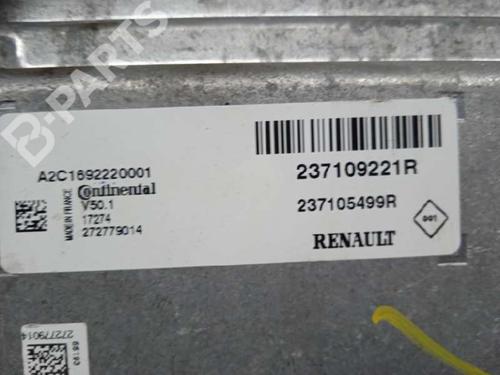 B-PARTS
A2C1692220001
MADE IN FRANCE
Continental
V50.1
17274
272779014
237109221R
237105499R
RENAULT
001
272779014